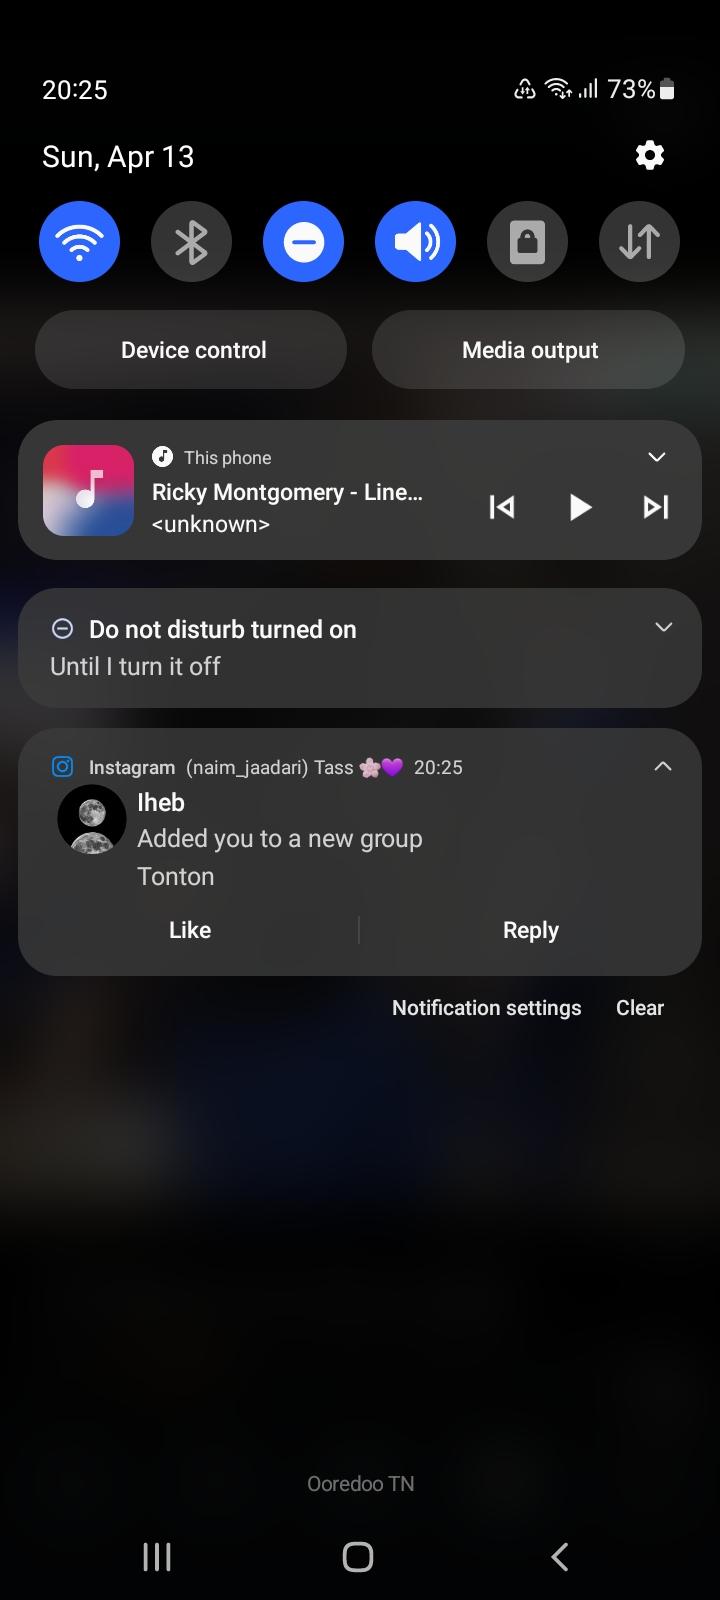 20:25 73%
Sun, Apr 13
Device control Media output
This phone
Ricky Montgomery - Line…
<unknown>
Do not disturb turned on
Until I turn it off
Instagram (naim_jaadari) Tass 🌸💜 20:25
Iheb
Added you to a new group
Tonton
Like Reply
Notification settings Clear
Ooredoo TN